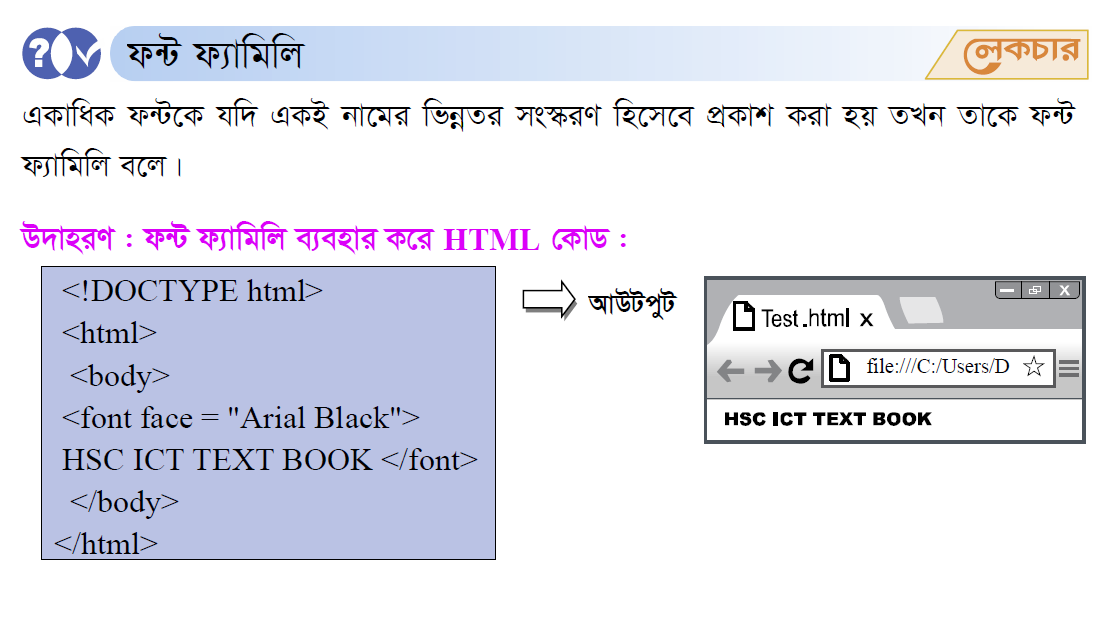 ফন্ট ফ্যামিলি
লেকচার
একাধিক ফন্টকে যদি একই নামের ভিন্নতর সংস্করণ হিসেবে প্রকাশ করা হয় তখন তাকে ফন্ট
ফ্যামিলি বলে।
উদাহরণ : ফন্ট ফ্যামিলি ব্যবহার করে HTML কোড :
<!DOCTYPE html>
<html>
<body>
<font face = "Arial Black">
HSC ICT TEXT BOOK </font>
</body>
</html>
আউটপুট
Test.html x
file:///C:/Users/D
HSC ICT TEXT BOOK